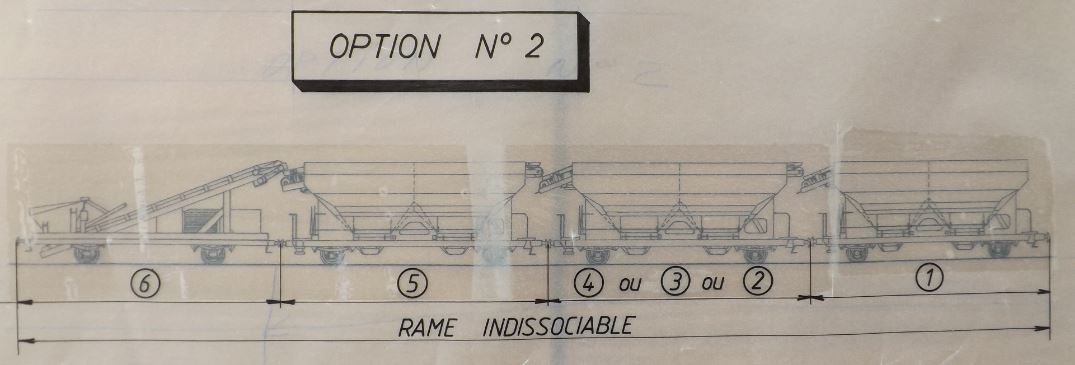 OPTION N° 2
⑥ ⑤ ④ ou ③ ou ② ①
RAME INDISSOCIABLE